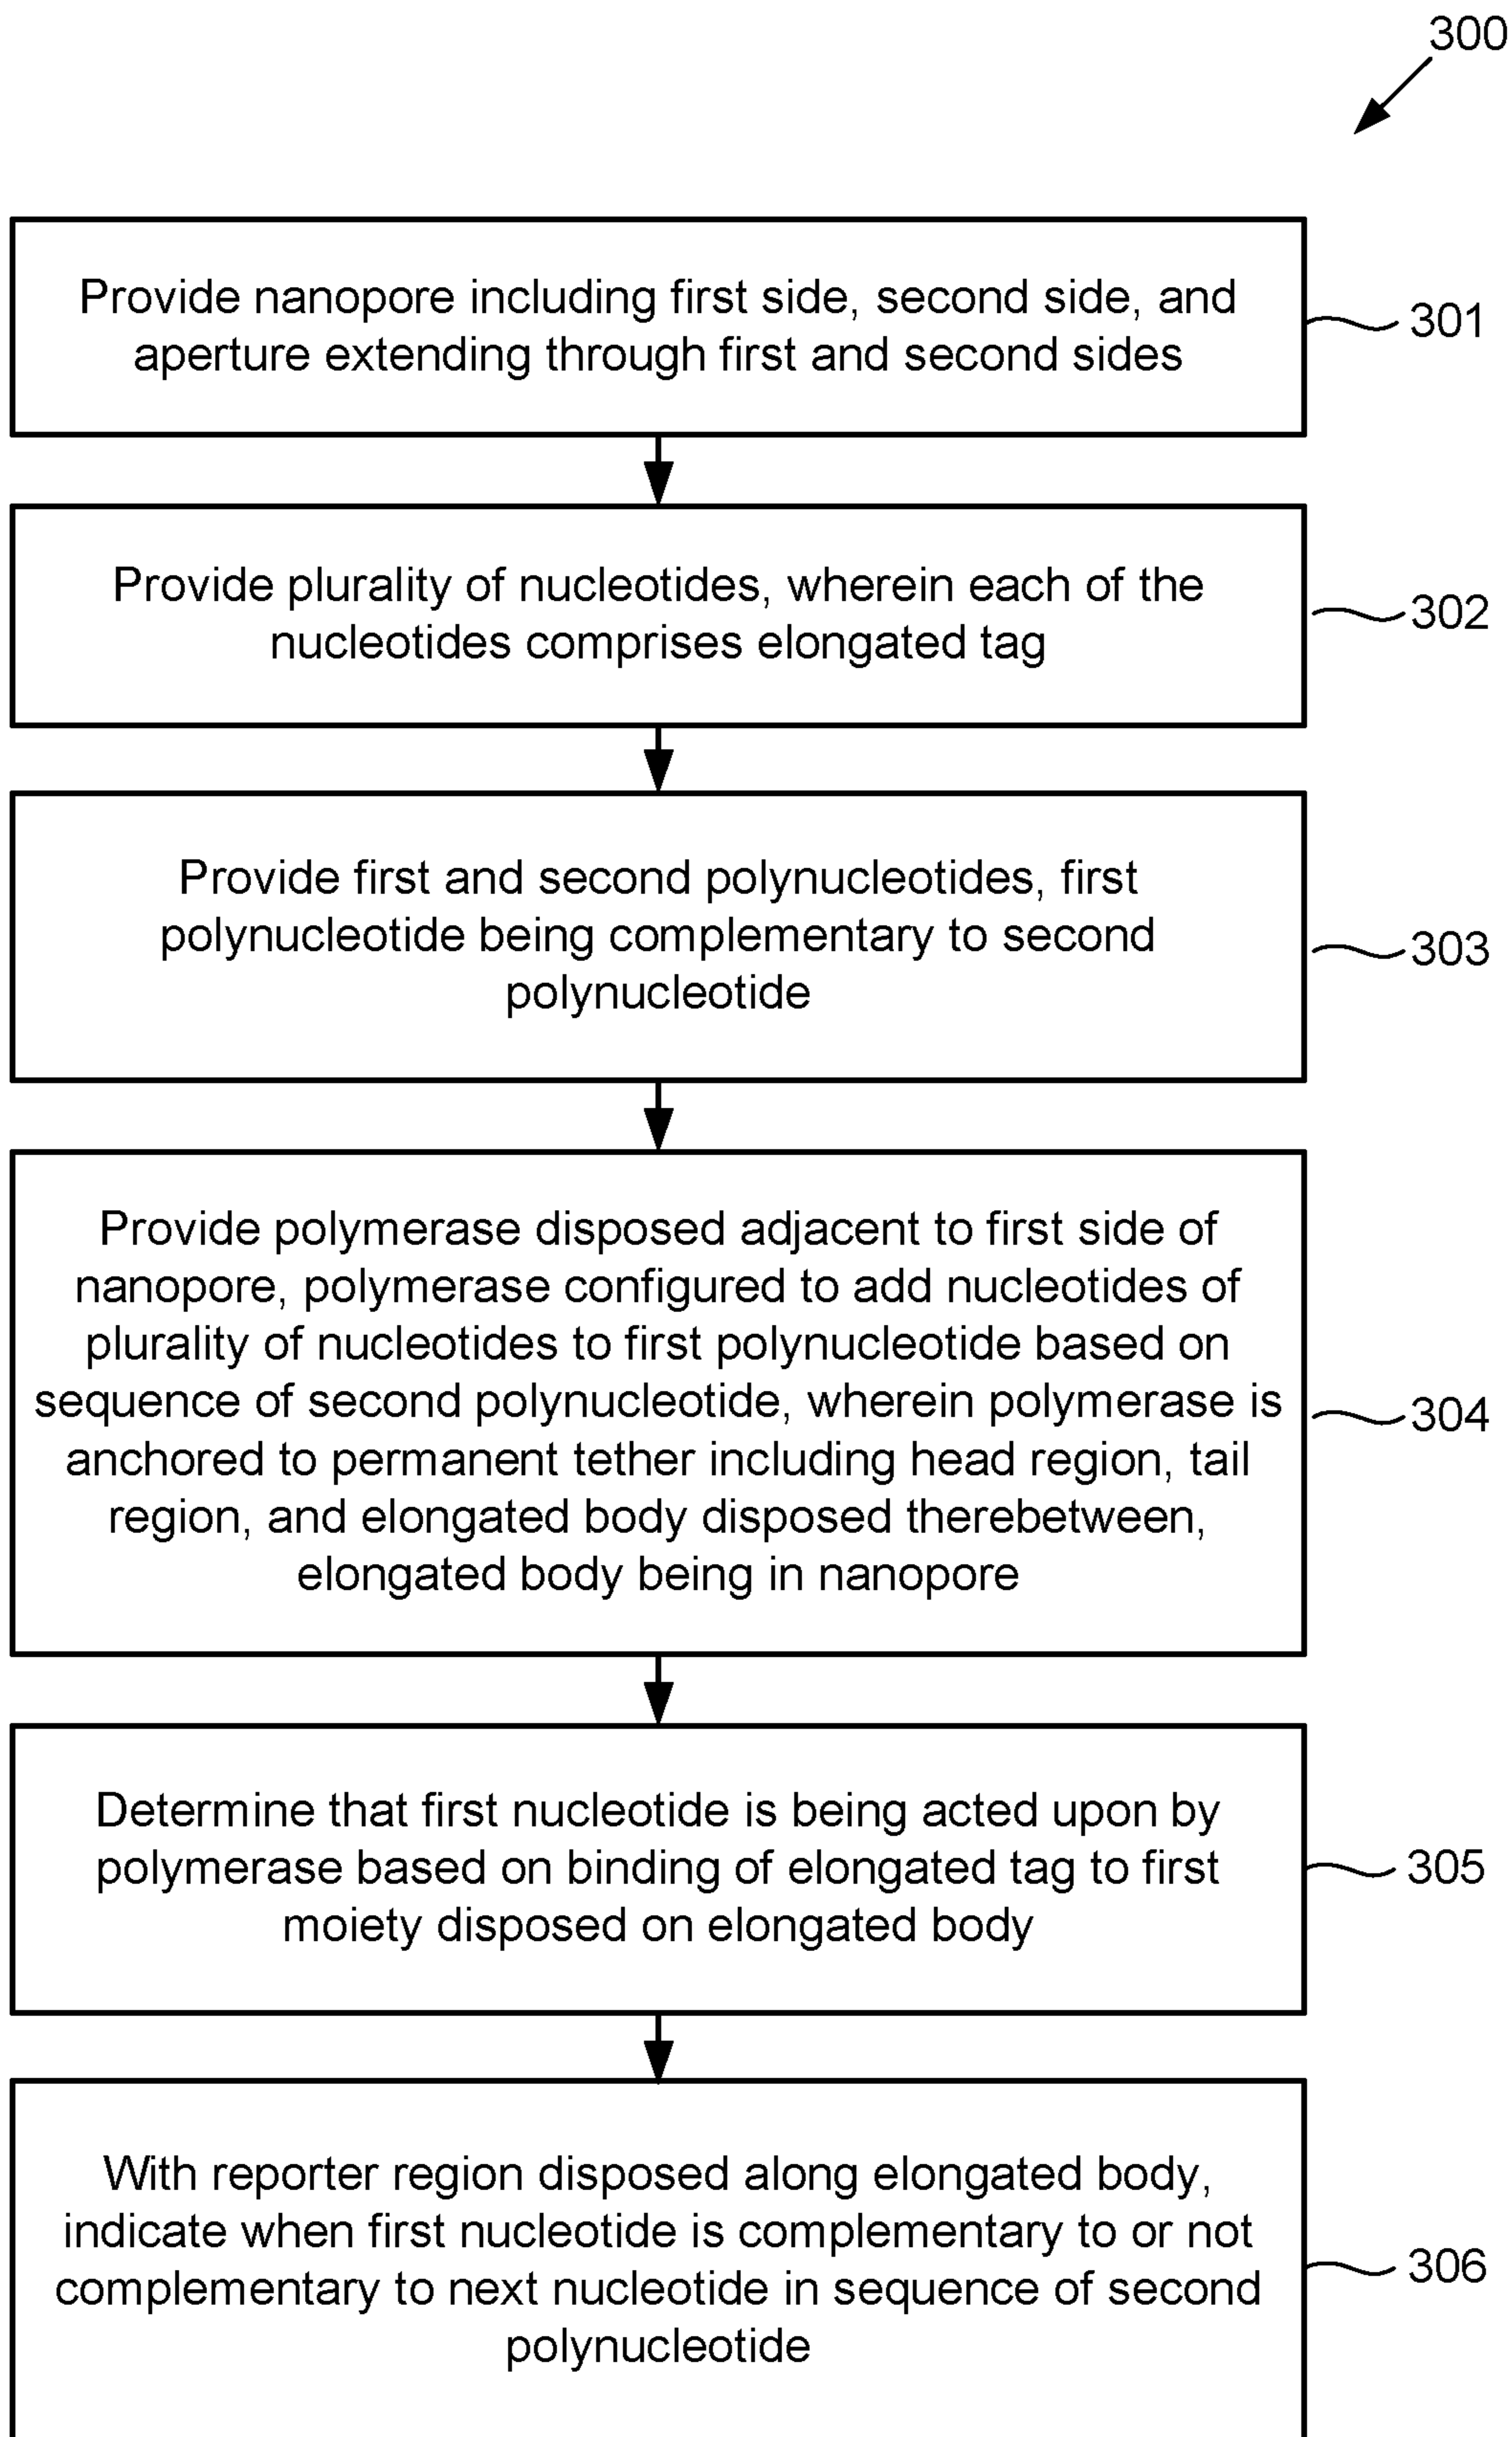 300
Provide nanopore including first side, second side, and
aperture extending through first and second sides
301
Provide plurality of nucleotides, wherein each of the
nucleotides comprises elongated tag
302
Provide first and second polynucleotides, first
polynucleotide being complementary to second
polynucleotide
303
Provide polymerase disposed adjacent to first side of
nanopore, polymerase configured to add nucleotides of
plurality of nucleotides to first polynucleotide based on
sequence of second polynucleotide, wherein polymerase is
anchored to permanent tether including head region, tail
region, and elongated body disposed therebetween,
elongated body being in nanopore
304
Determine that first nucleotide is being acted upon by
polymerase based on binding of elongated tag to first
moiety disposed on elongated body
305
With reporter region disposed along elongated body,
indicate when first nucleotide is complementary to or not
complementary to next nucleotide in sequence of second
polynucleotide
306